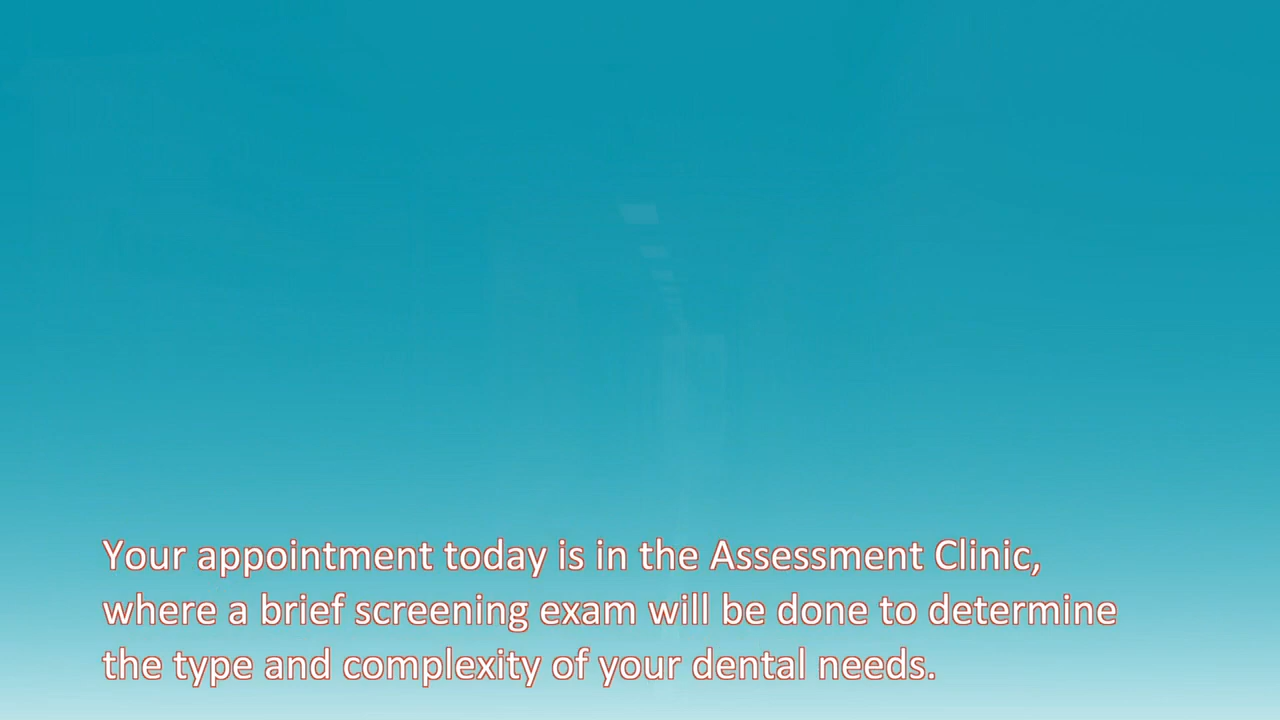 Your appointment today is in the Assessment Clinic,
where a brief screening exam will be done to determine
the type and complexity of your dental needs.